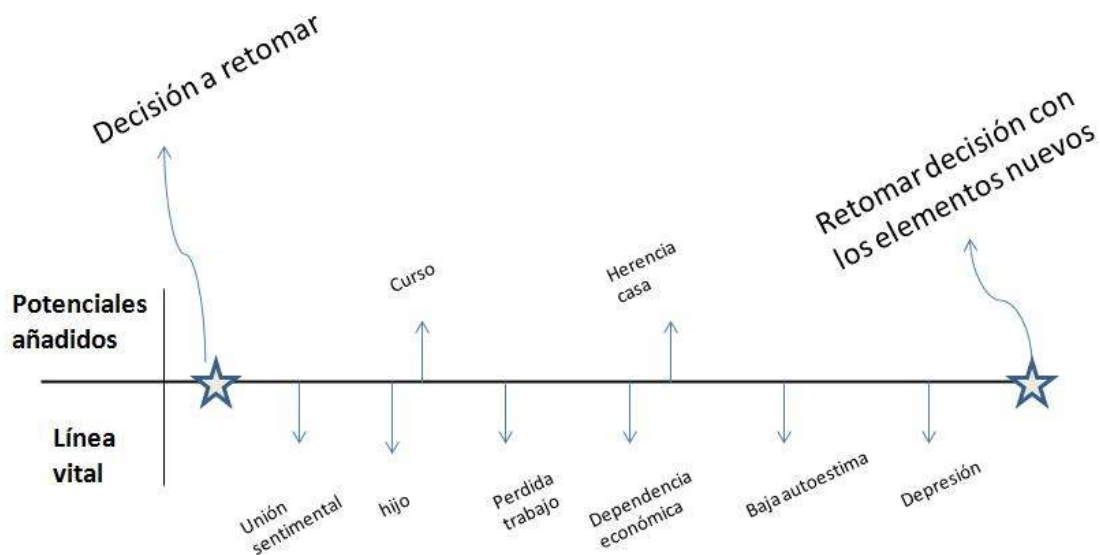 Decisión a retomar
Retomar decisión con
los elementos nuevos
Curso
Herencia
casa
Potenciales
añadidos
Línea
vital
Unión
sentimental
hijo
Perdida
trabajo
Dependencia
económica
Baja autoestima
Depresión